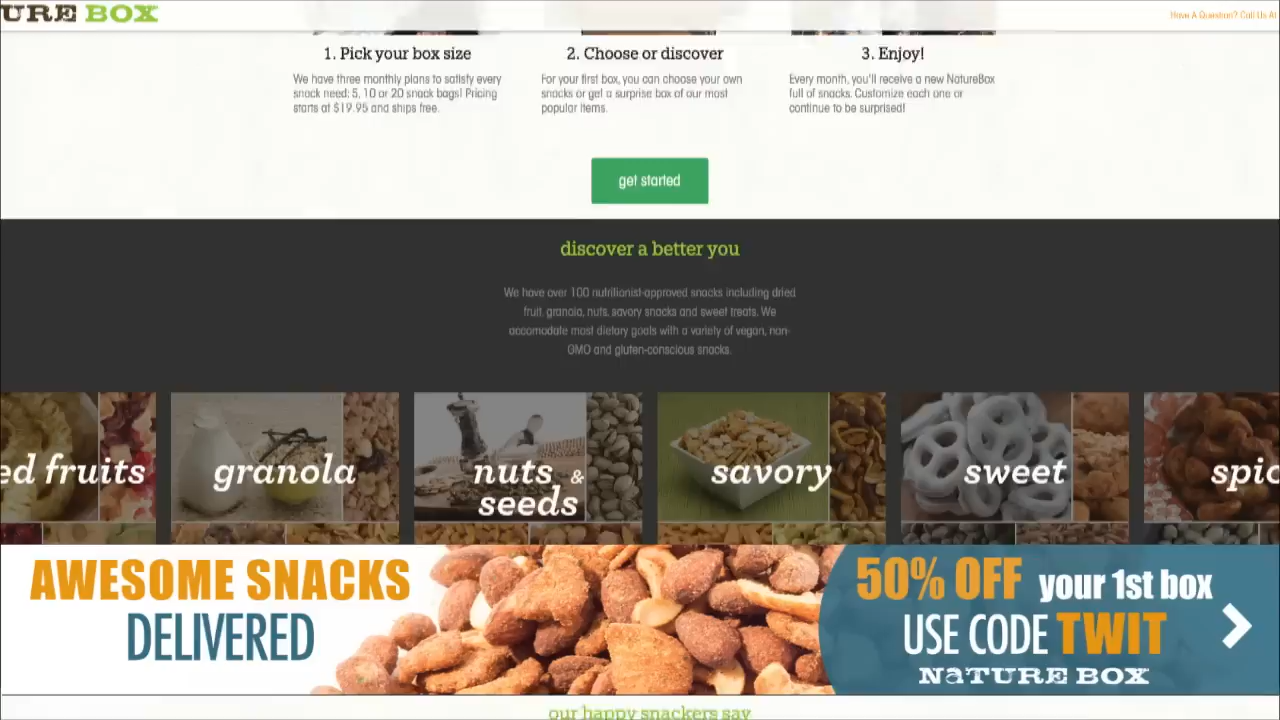 URE BOX
Have A Question? Call Us At
1. Pick your box size
2. Choose or discover
3. Enjoy!
We have three monthly plans to satisfy every
snack need: 5, 10 or 20 snack bags! Pricing
starts at $19.95 and ships free.
For your first box, you can choose your own
snacks or get a surprise box of our most
popular items.
Every month, you'll receive a new NatureBox
full of snacks. Customize each one or
continue to be surprised!
get started
discover a better you
We have over 100 nutritionist-approved snacks including dried
fruit, granola, nuts, savory snacks and sweet treats. We
accomodate most dietary goals with a variety of vegan, non-
GMO and gluten-conscious snacks.
ed fruits
granola
nuts &
seeds
savory
sweet
spic
AWESOME SNACKS
DELIVERED
50% OFF your 1st box
USE CODE TWIT
NaTURE BOX
our happy snackers say